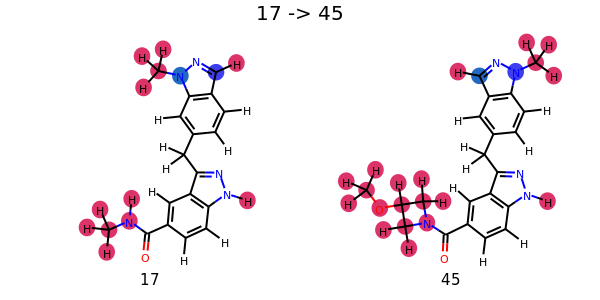 17 -> 45
H H H N N H N
H H H
H H
N N H
H H H H N H O H H
H H H N N H
H H H
H H
N N H
H H H H H O H H H H N H O H H
17 45